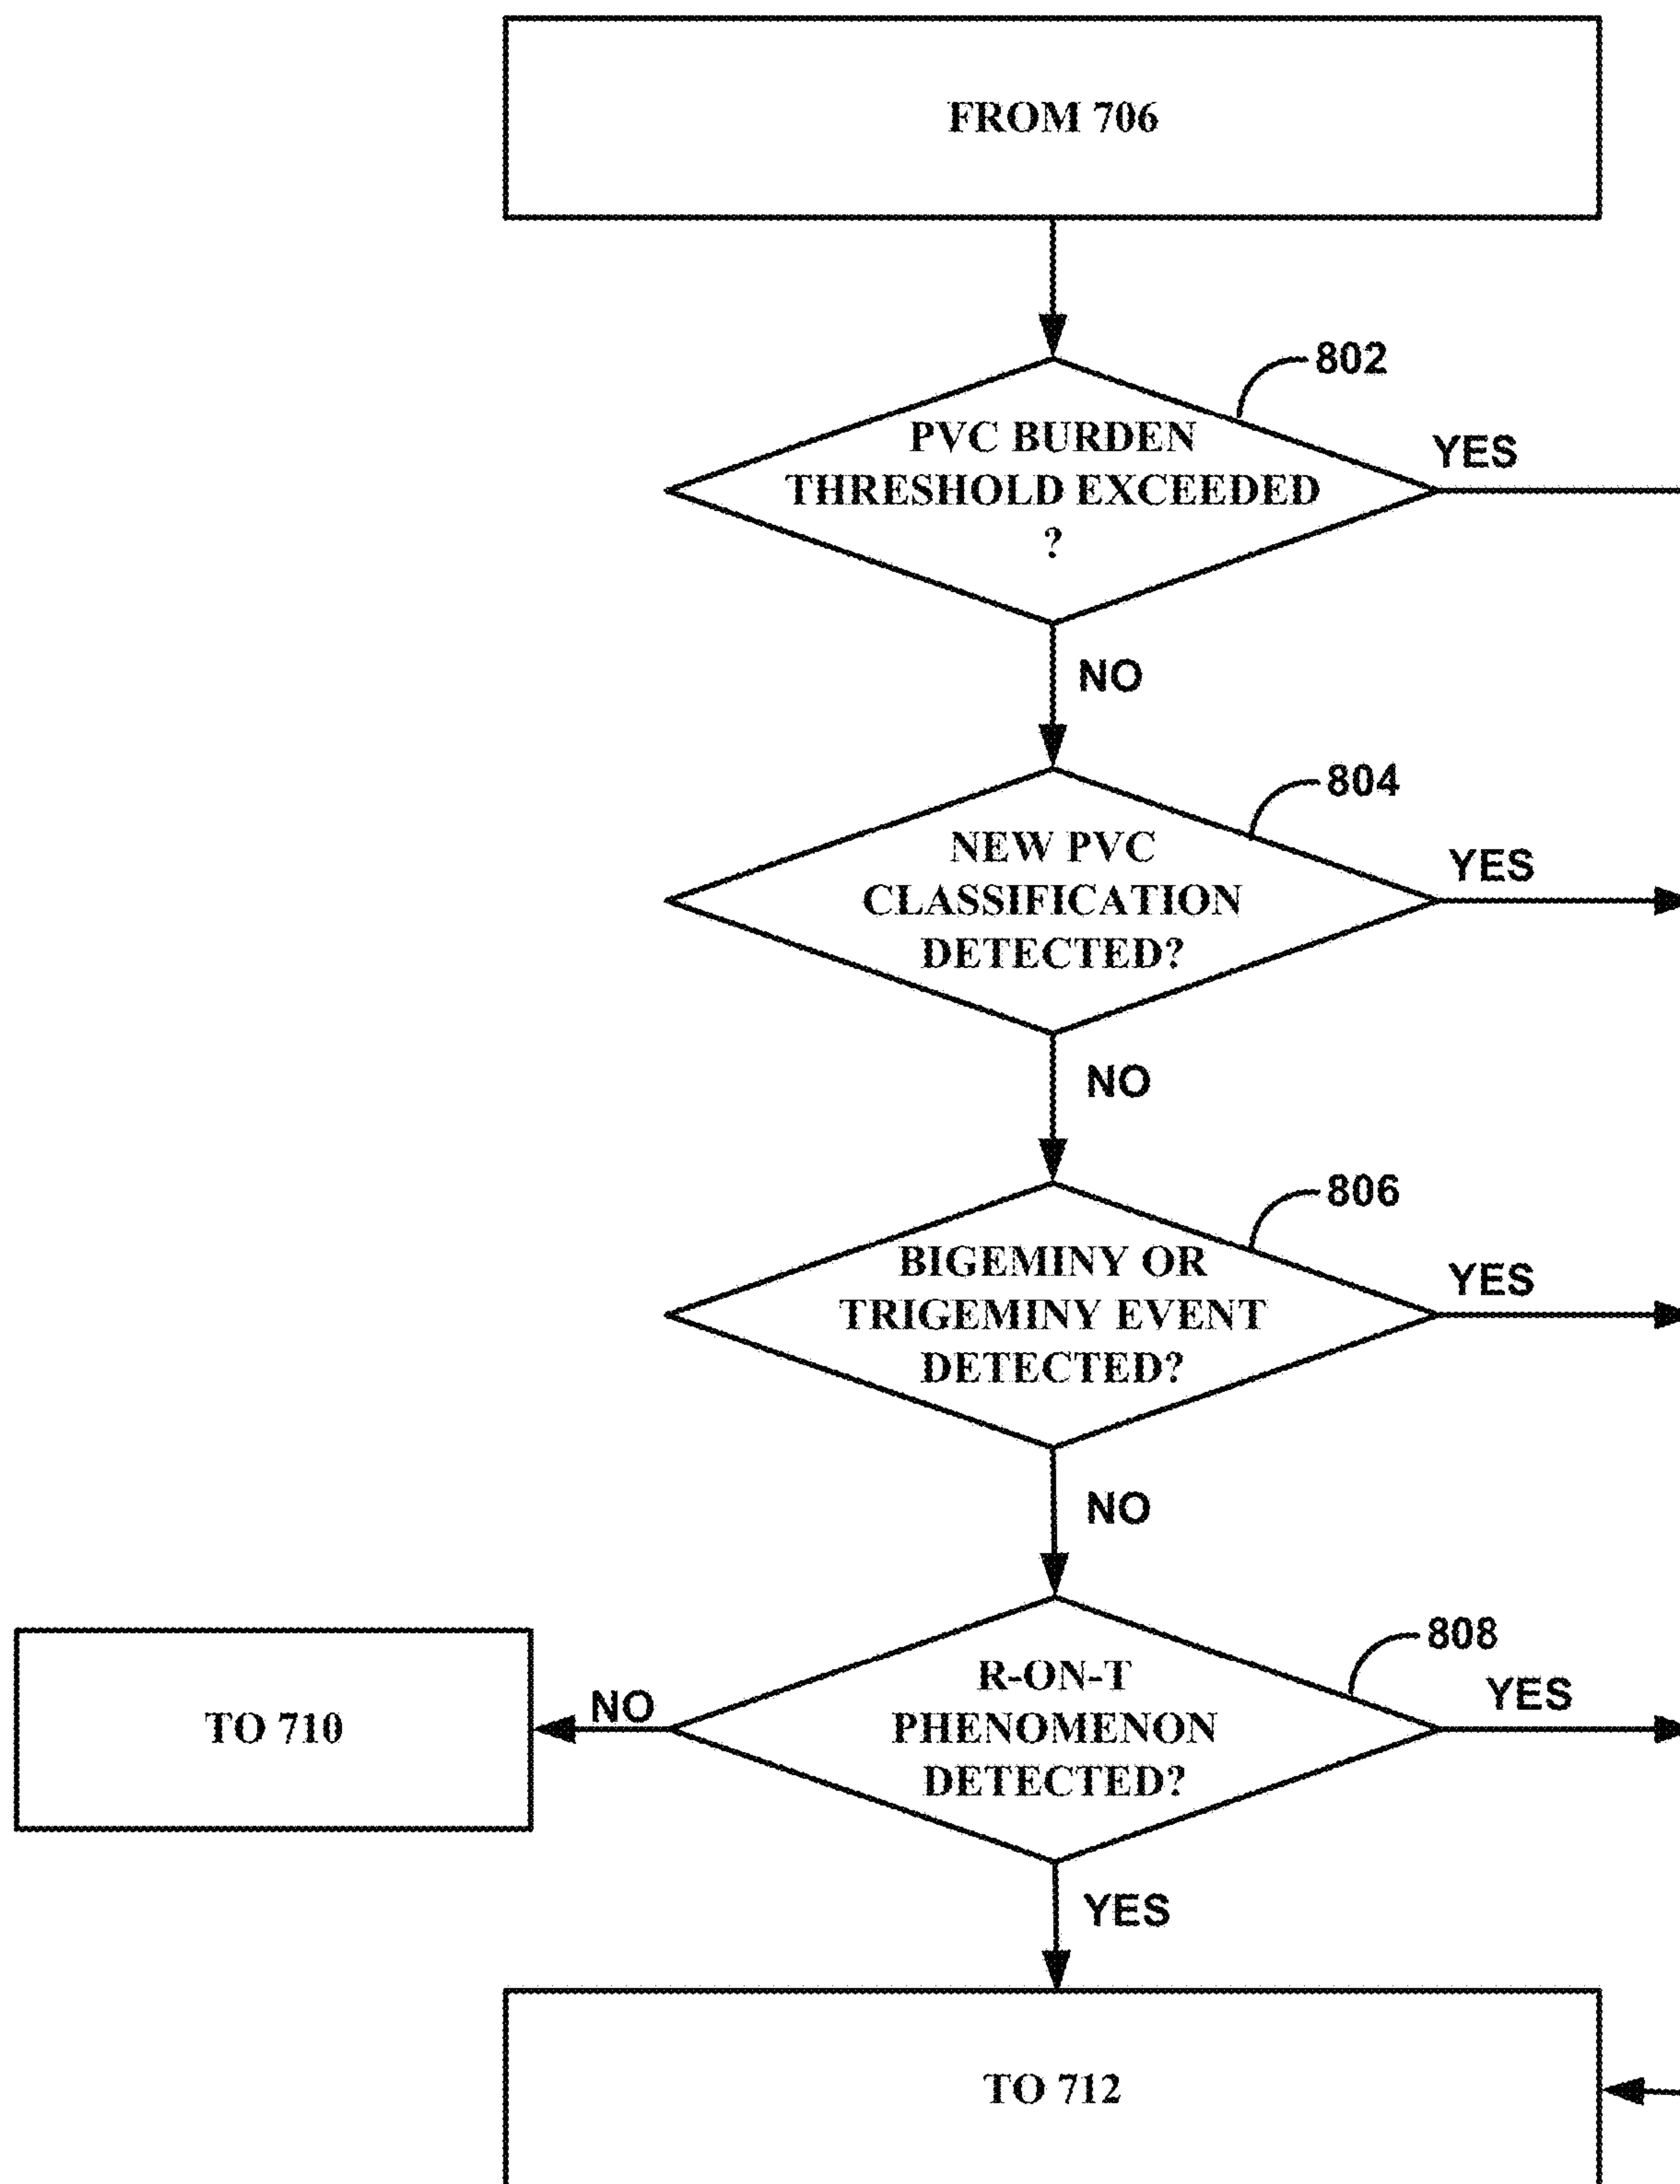 FROM 706
802
PVC BURDEN
YES
THRESHOLD EXCEEDED
?
NO
804
NEW PVC
YES
CLASSIFICATION
DETECTED?
NO
806
BIGEMINY OR
YES
TRIGEMINY EVENT
DETECTED?
NO
808
R-ON-T
YES
NO
TO 710
PHENOMENON
DETECTED?
YES
TO 712